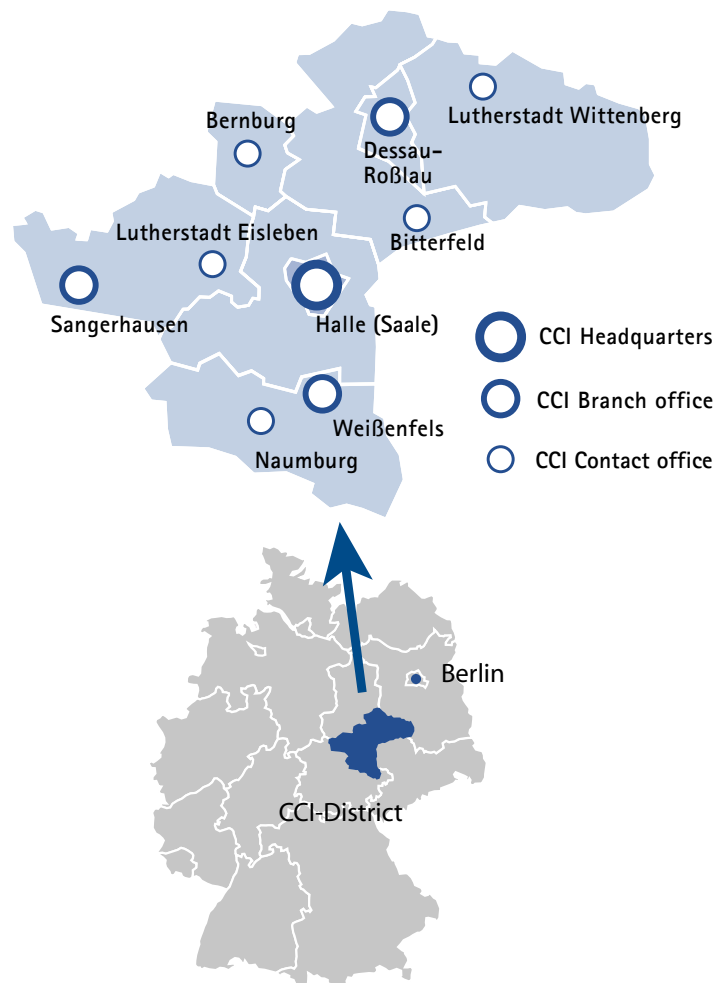 Lutherstadt Wittenberg
Bernburg
Dessau-
Roßlau
Lutherstadt Eisleben
Bitterfeld
Sangerhausen
Halle (Saale)
CCI Headquarters
CCI Branch office
Weißenfels
Naumburg
CCI Contact office
Berlin
CCI-District